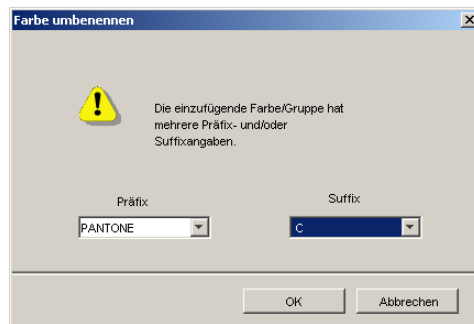 Farbe umbenennen
Die einzufügende Farbe/Gruppe hat
mehrere Präfix- und/oder
Suffixangaben.
Präfix
Suffix
PANTONE
C
OK
Abbrechen